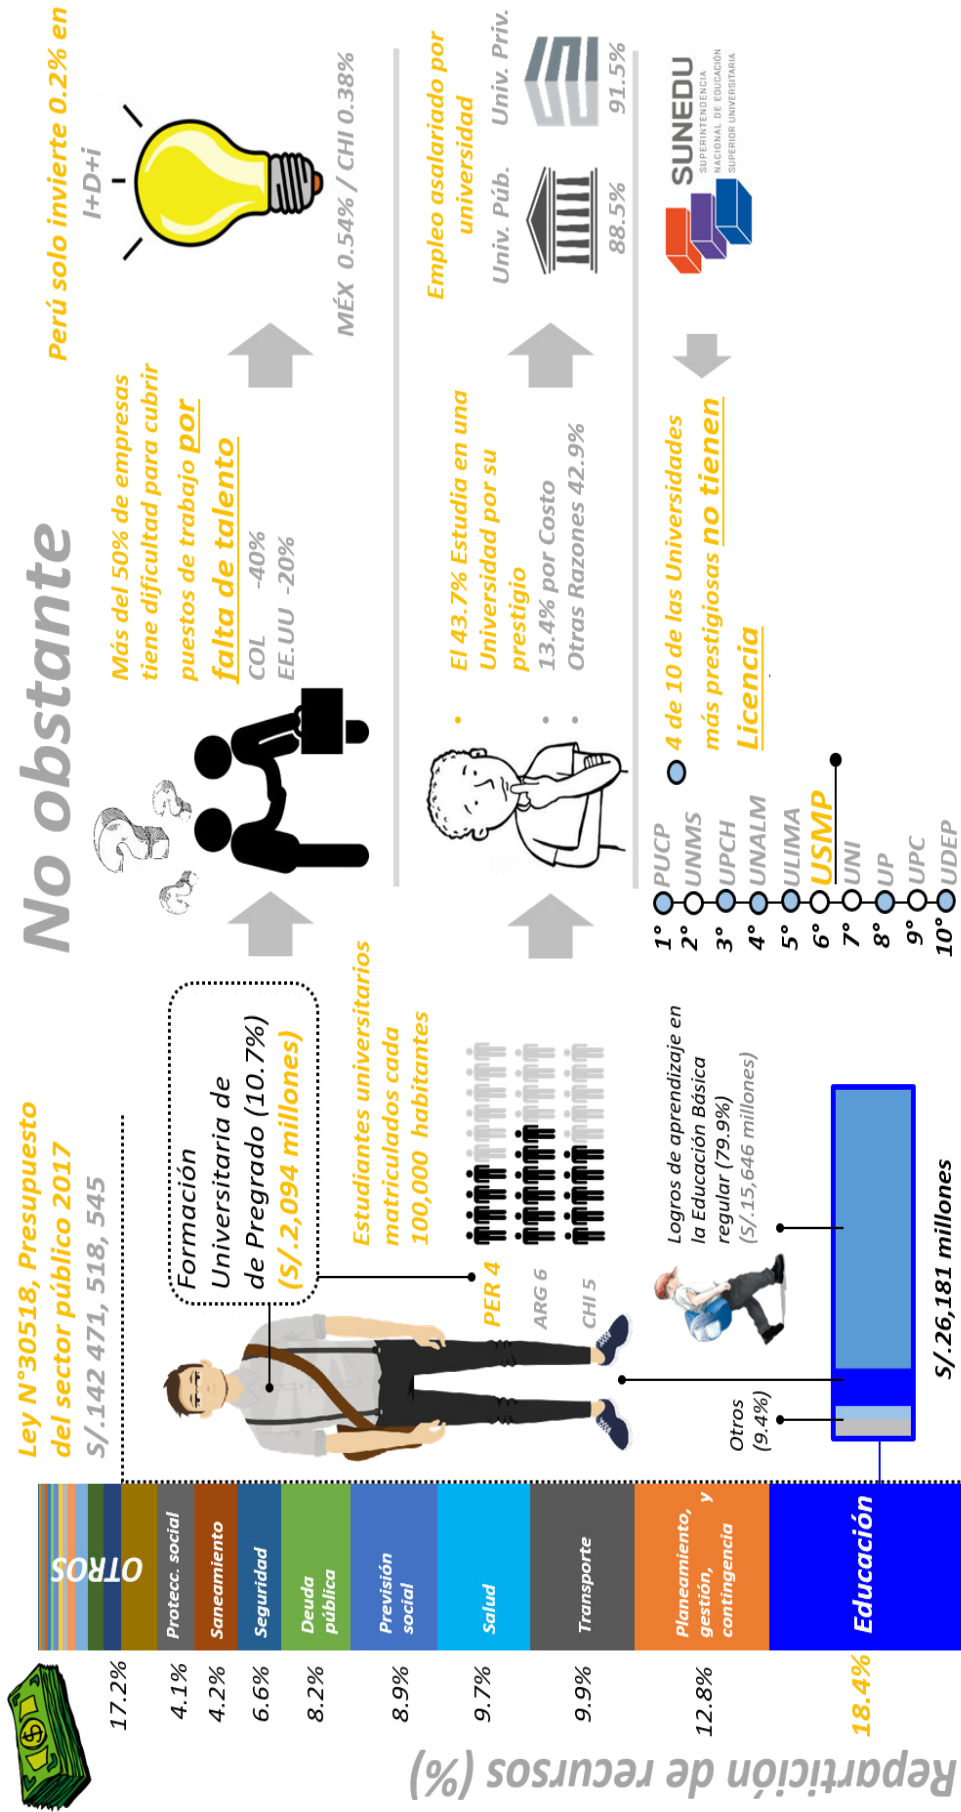 Repartición de recursos (%)
17.2%
4.1%
4.2%
6.6%
8.2%
8.9%
9.7%
9.9%
12.8%
18.4%
OTROS
Protecc. social
Saneamiento
Seguridad
Deuda
pública
Previsión
social
Salud
Transporte
Planeamiento,
gestión, y
contingencia
Educación
Ley N°30518, Presupuesto
del sector público 2017
S/.142 471, 518, 545
Formación
Universitaria de
de Pregrado (10.7%)
(S/.2,094 millones)
Estudiantes universitarios
matriculados cada
100,000 habitantes
PER 4
ARG 6
CHI 5
Logros de aprendizaje en
la Educación Básica
regular (79.9%)
(S/.15,646 millones)
Otros
(9.4%)
S/.26,181 millones
No obstante
Más del 50% de empresas
tiene dificultad para cubrir
puestos de trabajo por
falta de talento
COL -40%
EE.UU -20%
Perú solo invierte 0.2% en
I+D+i
MÉX 0.54% / CHI 0.38%
• El 43.7% Estudia en una
Universidad por su
prestigio
• 13.4% por Costo
• Otras Razones 42.9%
Empleo asalariado por
universidad
Univ. Púb. Univ. Priv.
88.5% 91.5%
1° PUCP
2° UNMS
3° UPCH
4° UNALM
5° ULIMA
6° USMP
7° UNI
8° UP
9° UPC
10° UDEP
4 de 10 de las Universidades
más prestigiosas no tienen
Licencia
SUNEDU
SUPERINTENDENCIA
NACIONAL DE EDUCACIÓN
SUPERIOR UNIVERSITARIA